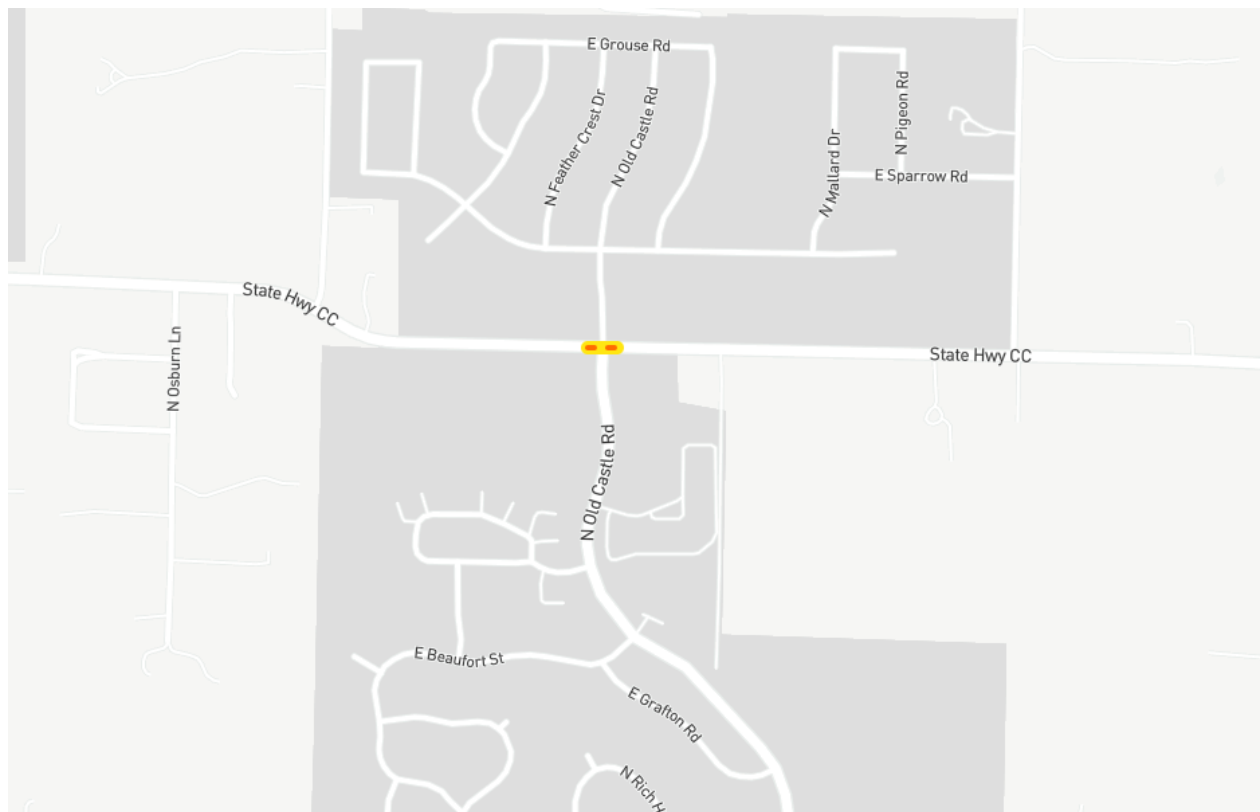 E Grouse Rd
N Feather Crest Dr
N Old Castle Rd
N Pigeon Rd
N Mallard Dr
E Sparrow Rd
State Hwy CC
State Hwy CC
N Osburn Ln
N Old Castle Rd
E Beaufort St
E Grafton Rd
N Rich H